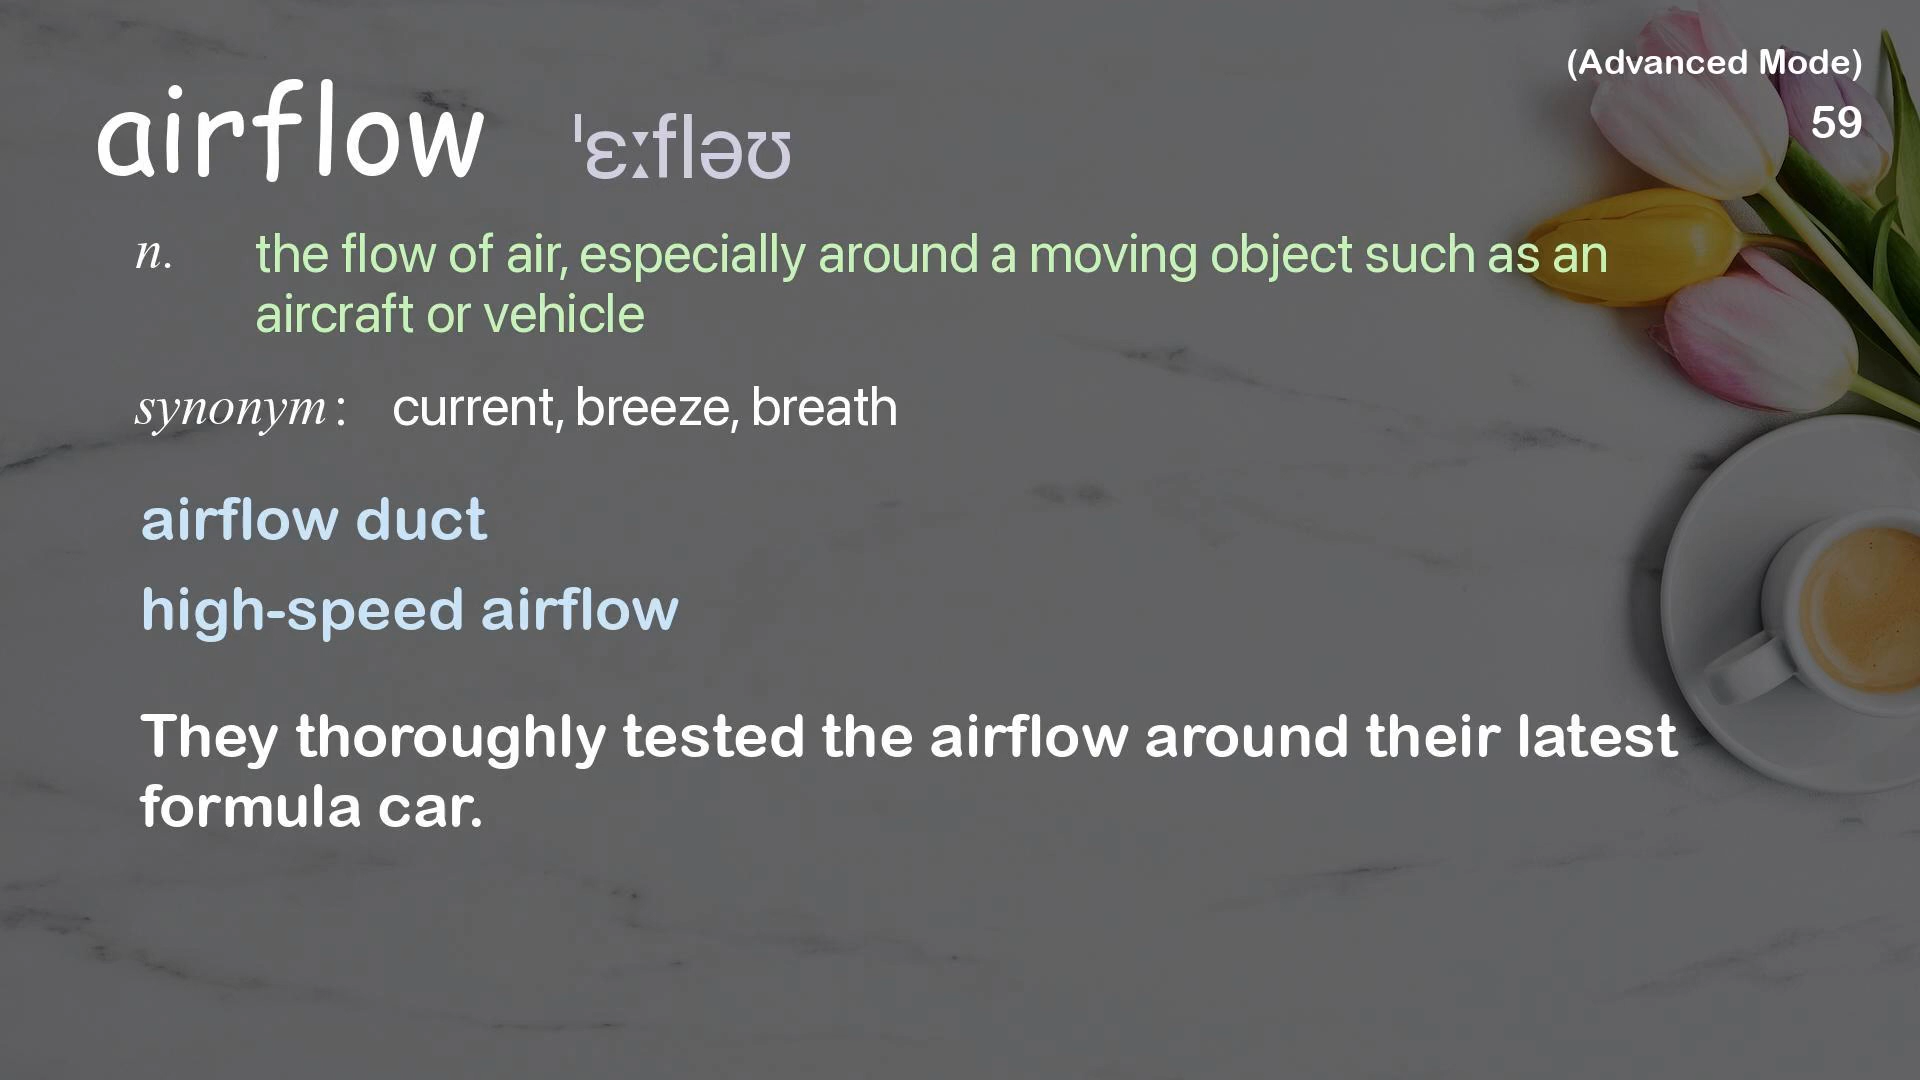 (Advanced Mode)
59
airflow ˈɛːfləʊ
n. the flow of air, especially around a moving object such as an
aircraft or vehicle
synonym: current, breeze, breath
airflow duct
high-speed airflow
They thoroughly tested the airflow around their latest
formula car.